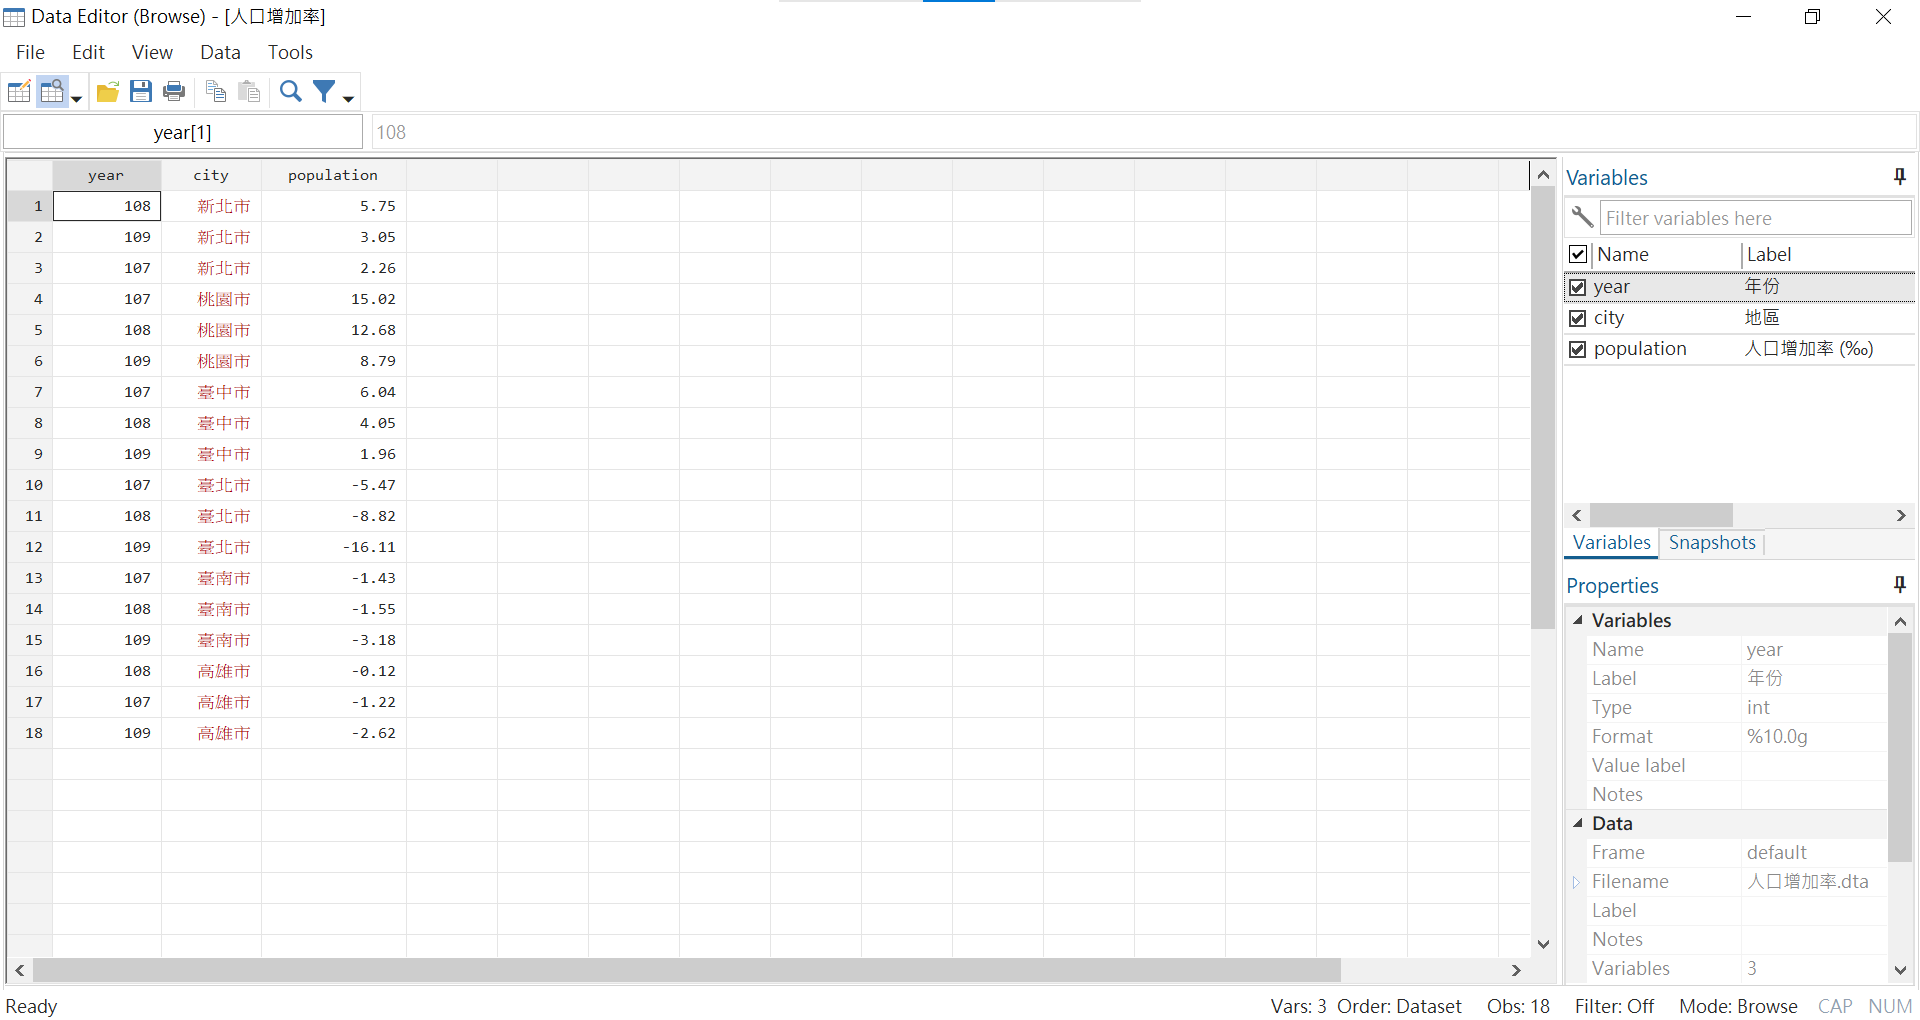 Data Editor (Browse) - [人口增加率]
File Edit View Data Tools
year[1] 108
year city population
1 108 新北市 5.75
2 109 新北市 3.05
3 107 新北市 2.26
4 107 桃園市 15.02
5 108 桃園市 12.68
6 109 桃園市 8.79
7 107 臺中市 6.04
8 108 臺中市 4.05
9 109 臺中市 1.96
10 107 臺北市 -5.47
11 108 臺北市 -8.82
12 109 臺北市 -16.11
13 107 臺南市 -1.43
14 108 臺南市 -1.55
15 109 臺南市 -3.18
16 108 高雄市 -0.12
17 107 高雄市 -1.22
18 109 高雄市 -2.62
Variables
Filter variables here
Name Label
year 年份
city 地區
population 人口增加率 (‰)
Variables Snapshots
Properties
Variables
Name year
Label 年份
Type int
Format %10.0g
Value label
Notes
Data
Frame default
Filename 人口增加率.dta
Label
Notes
Variables 3
Ready Vars: 3 Order: Dataset Obs: 18 Filter: Off Mode: Browse CAP NUM